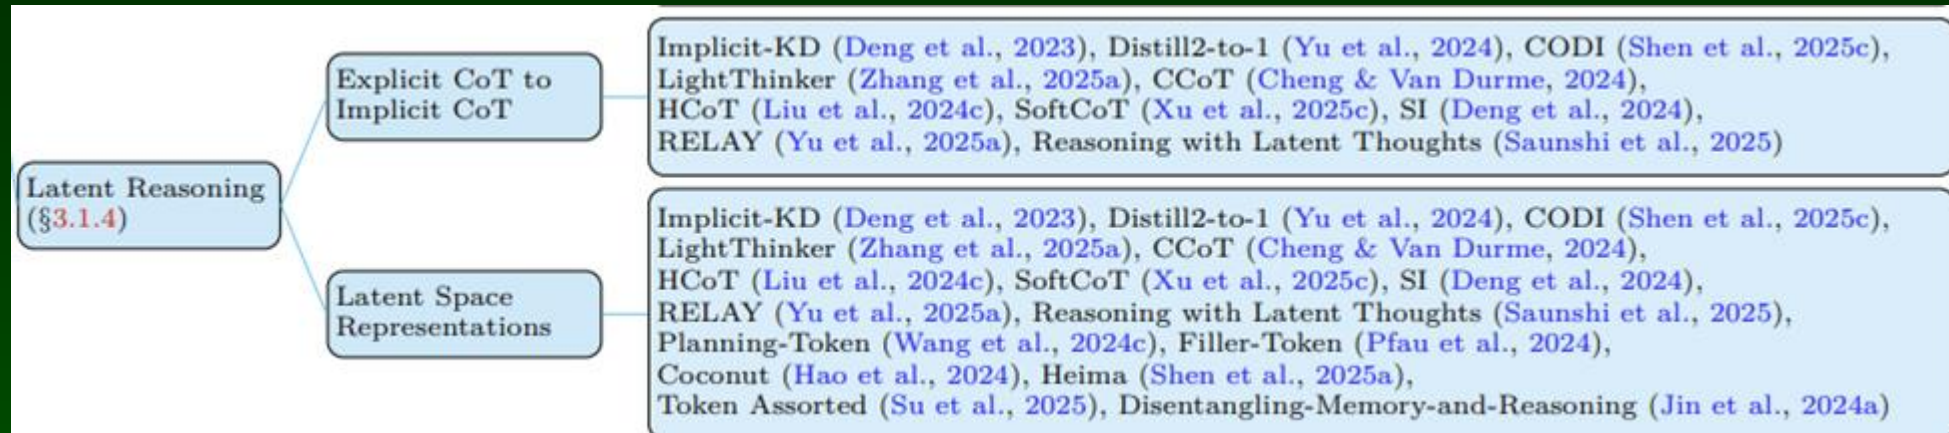 Latent Reasoning
(§3.1.4)
Explicit CoT to
Implicit CoT
Implicit-KD (Deng et al., 2023), Distill2-to-1 (Yu et al., 2024), CODI (Shen et al., 2025c),
LightThinker (Zhang et al., 2025a), CCoT (Cheng & Van Durme, 2024),
HCoT (Liu et al., 2024c), SoftCoT (Xu et al., 2025c), SI (Deng et al., 2024),
RELAY (Yu et al., 2025a), Reasoning with Latent Thoughts (Saunshi et al., 2025)
Latent Space
Representations
Implicit-KD (Deng et al., 2023), Distill2-to-1 (Yu et al., 2024), CODI (Shen et al., 2025c),
LightThinker (Zhang et al., 2025a), CCoT (Cheng & Van Durme, 2024),
HCoT (Liu et al., 2024c), SoftCoT (Xu et al., 2025c), SI (Deng et al., 2024),
RELAY (Yu et al., 2025a), Reasoning with Latent Thoughts (Saunshi et al., 2025),
Planning-Token (Wang et al., 2024c), Filler-Token (Pfau et al., 2024),
Coconut (Hao et al., 2024), Heima (Shen et al., 2025a),
Token Assorted (Su et al., 2025), Disentangling-Memory-and-Reasoning (Jin et al., 2024a)